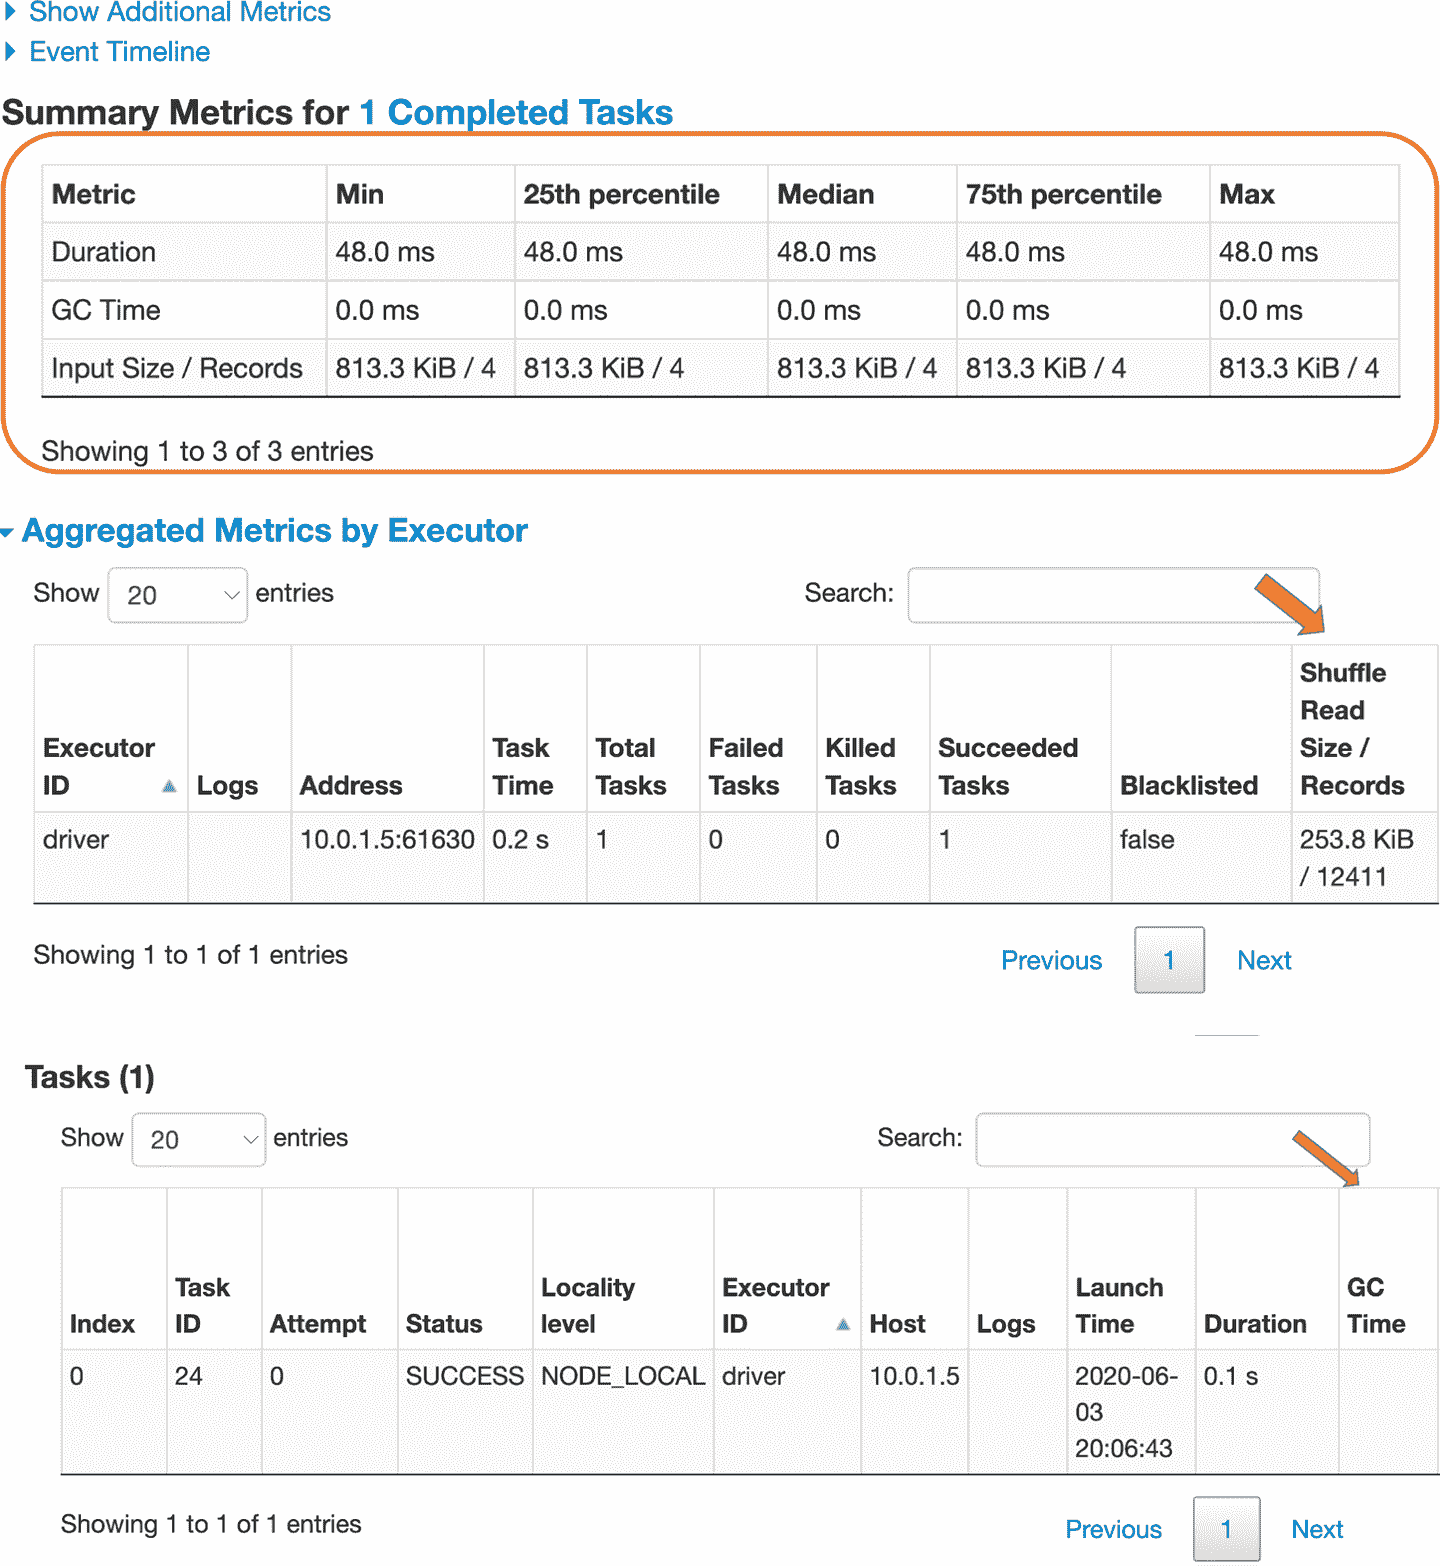 Show Additional Metrics
Event Timeline
Summary Metrics for 1 Completed Tasks
Metric Min 25th percentile Median 75th percentile Max
Duration 48.0 ms 48.0 ms 48.0 ms 48.0 ms 48.0 ms
GC Time 0.0 ms 0.0 ms 0.0 ms 0.0 ms 0.0 ms
Input Size / Records 813.3 KiB / 4 813.3 KiB / 4 813.3 KiB / 4 813.3 KiB / 4 813.3 KiB / 4
Showing 1 to 3 of 3 entries
Aggregated Metrics by Executor
Show 20 entries Search:
Executor ID Logs Address Task Time Total Tasks Failed Tasks Killed Tasks Succeeded Tasks Blacklisted Shuffle Read Size / Records
driver 10.0.1.5:61630 0.2 s 1 0 0 1 false 253.8 KiB / 12411
Showing 1 to 1 of 1 entries Previous 1 Next
Tasks (1)
Show 20 entries Search:
Index Task ID Attempt Status Locality level Executor ID Host Logs Launch Time Duration GC Time
0 24 0 SUCCESS NODE_LOCAL driver 10.0.1.5 2020-06-03 20:06:43 0.1 s
Showing 1 to 1 of 1 entries Previous 1 Next